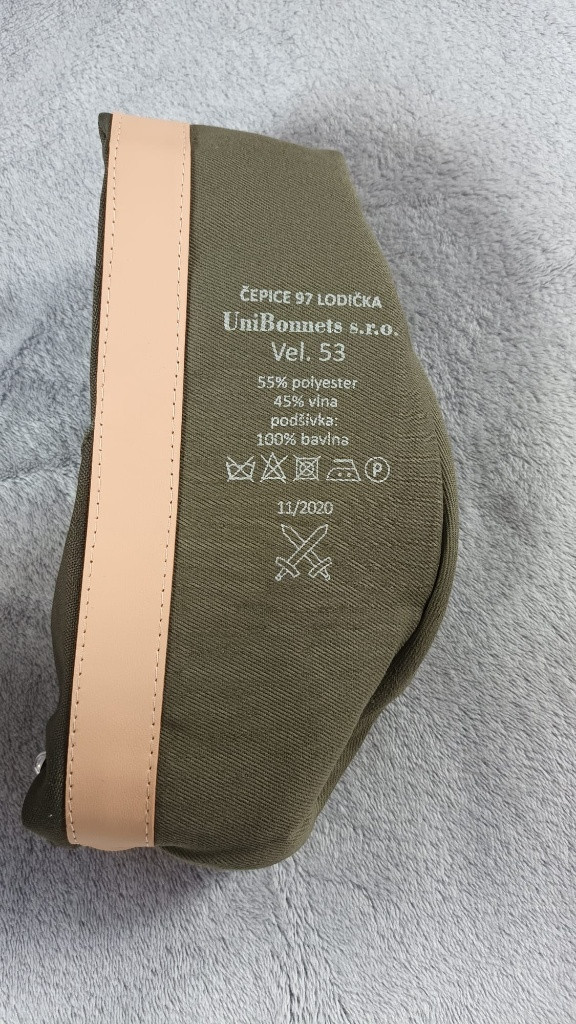 ČEPICE 97 LODIČKA
UniBonnets s.r.o.
Vel. 53
55% polyester
45% vlna
podšívka:
100% bavlna
P
11/2020